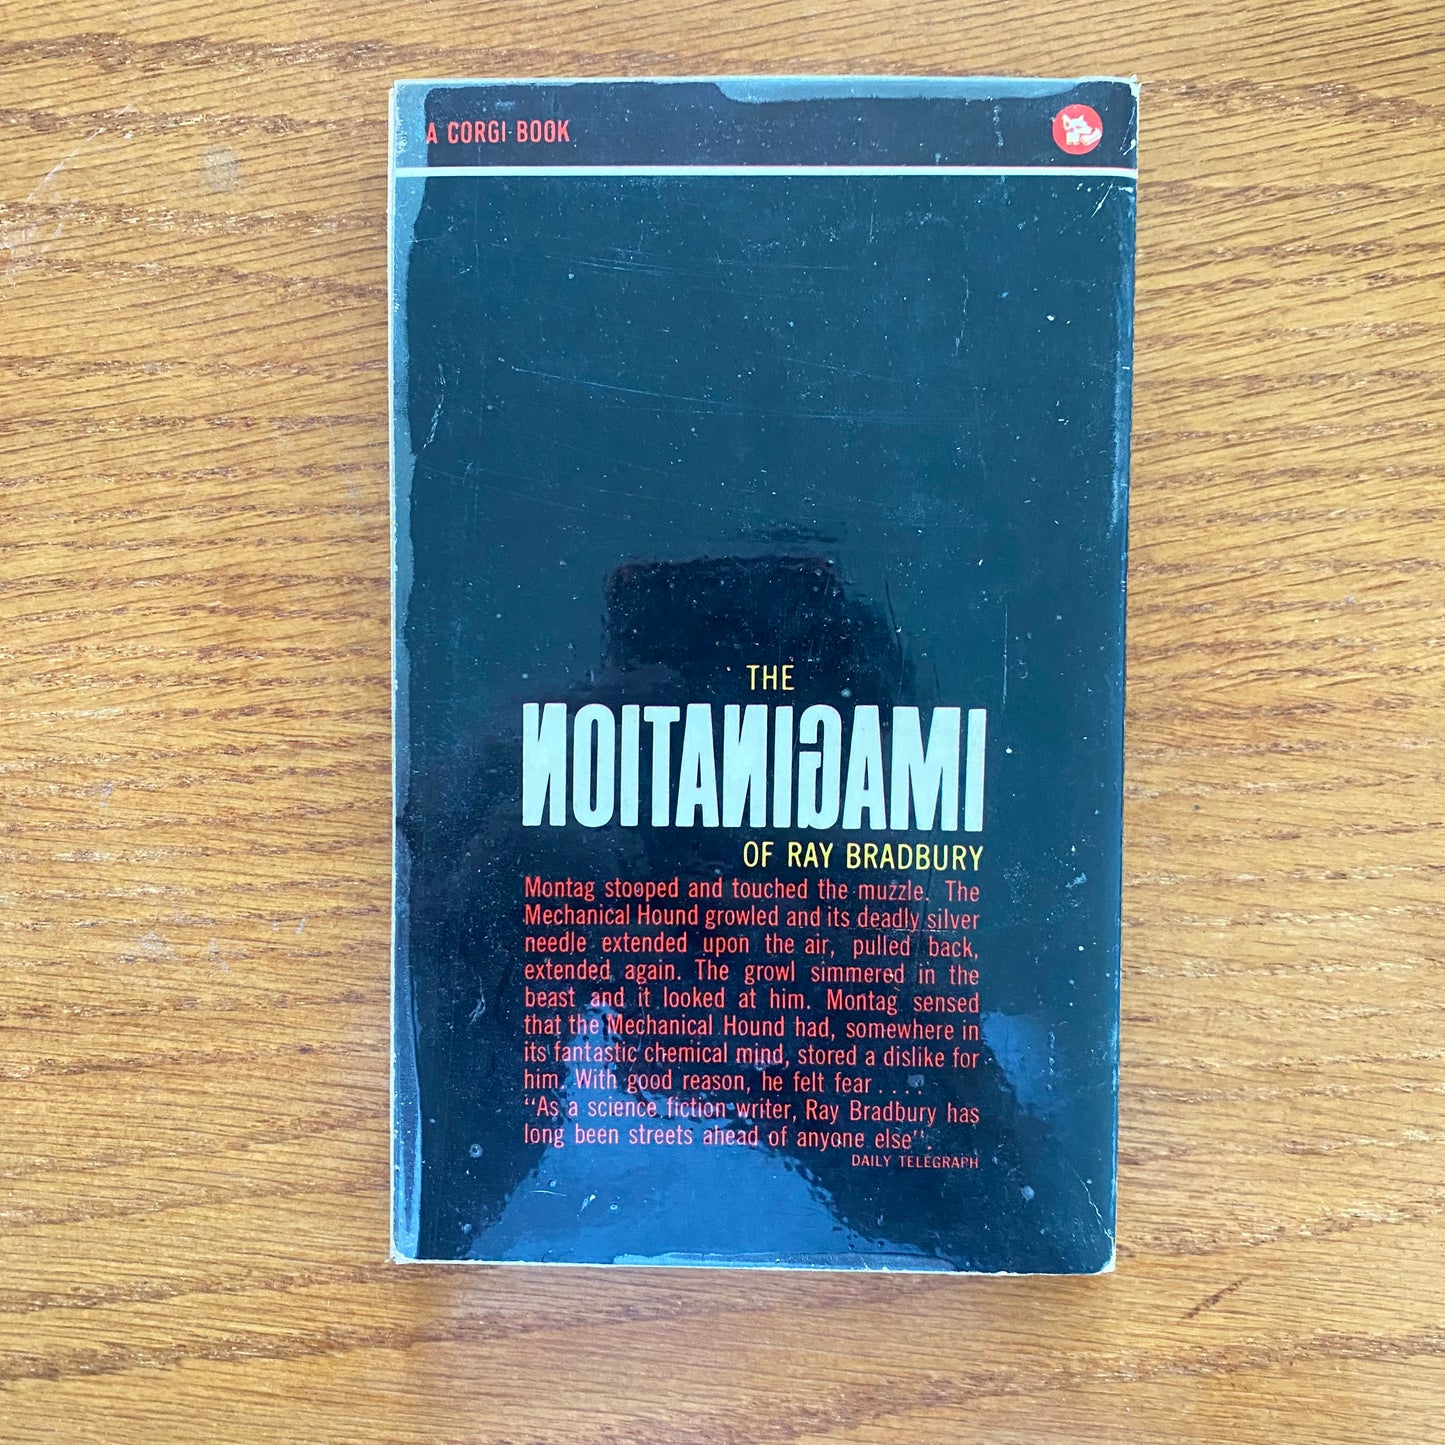 A CORGI BOOK
THE
IMAGINATION
OF RAY BRADBURY
Montag stooped and touched the muzzle. The
Mechanical Hound growled and its deadly silver
needle extended upon the air, pulled back,
extended again. The growl simmered in the
beast and it looked at him. Montag sensed
that the Mechanical Hound had, somewhere in
its fantastic chemical mind, stored a dislike for
him. With good reason, he felt fear . . . .
"As a science fiction writer, Ray Bradbury has
long been streets ahead of anyone else".
DAILY TELEGRAPH